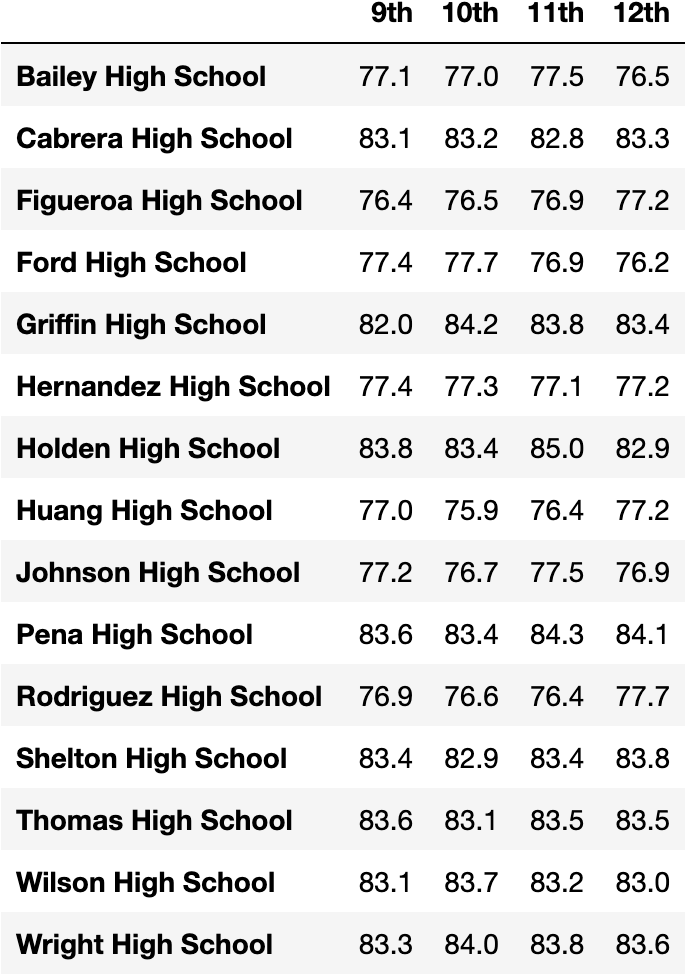 9th 10th 11th 12th
Bailey High School 77.1 77.0 77.5 76.5
Cabrera High School 83.1 83.2 82.8 83.3
Figueroa High School 76.4 76.5 76.9 77.2
Ford High School 77.4 77.7 76.9 76.2
Griffin High School 82.0 84.2 83.8 83.4
Hernandez High School 77.4 77.3 77.1 77.2
Holden High School 83.8 83.4 85.0 82.9
Huang High School 77.0 75.9 76.4 77.2
Johnson High School 77.2 76.7 77.5 76.9
Pena High School 83.6 83.4 84.3 84.1
Rodriguez High School 76.9 76.6 76.4 77.7
Shelton High School 83.4 82.9 83.4 83.8
Thomas High School 83.6 83.1 83.5 83.5
Wilson High School 83.1 83.7 83.2 83.0
Wright High School 83.3 84.0 83.8 83.6